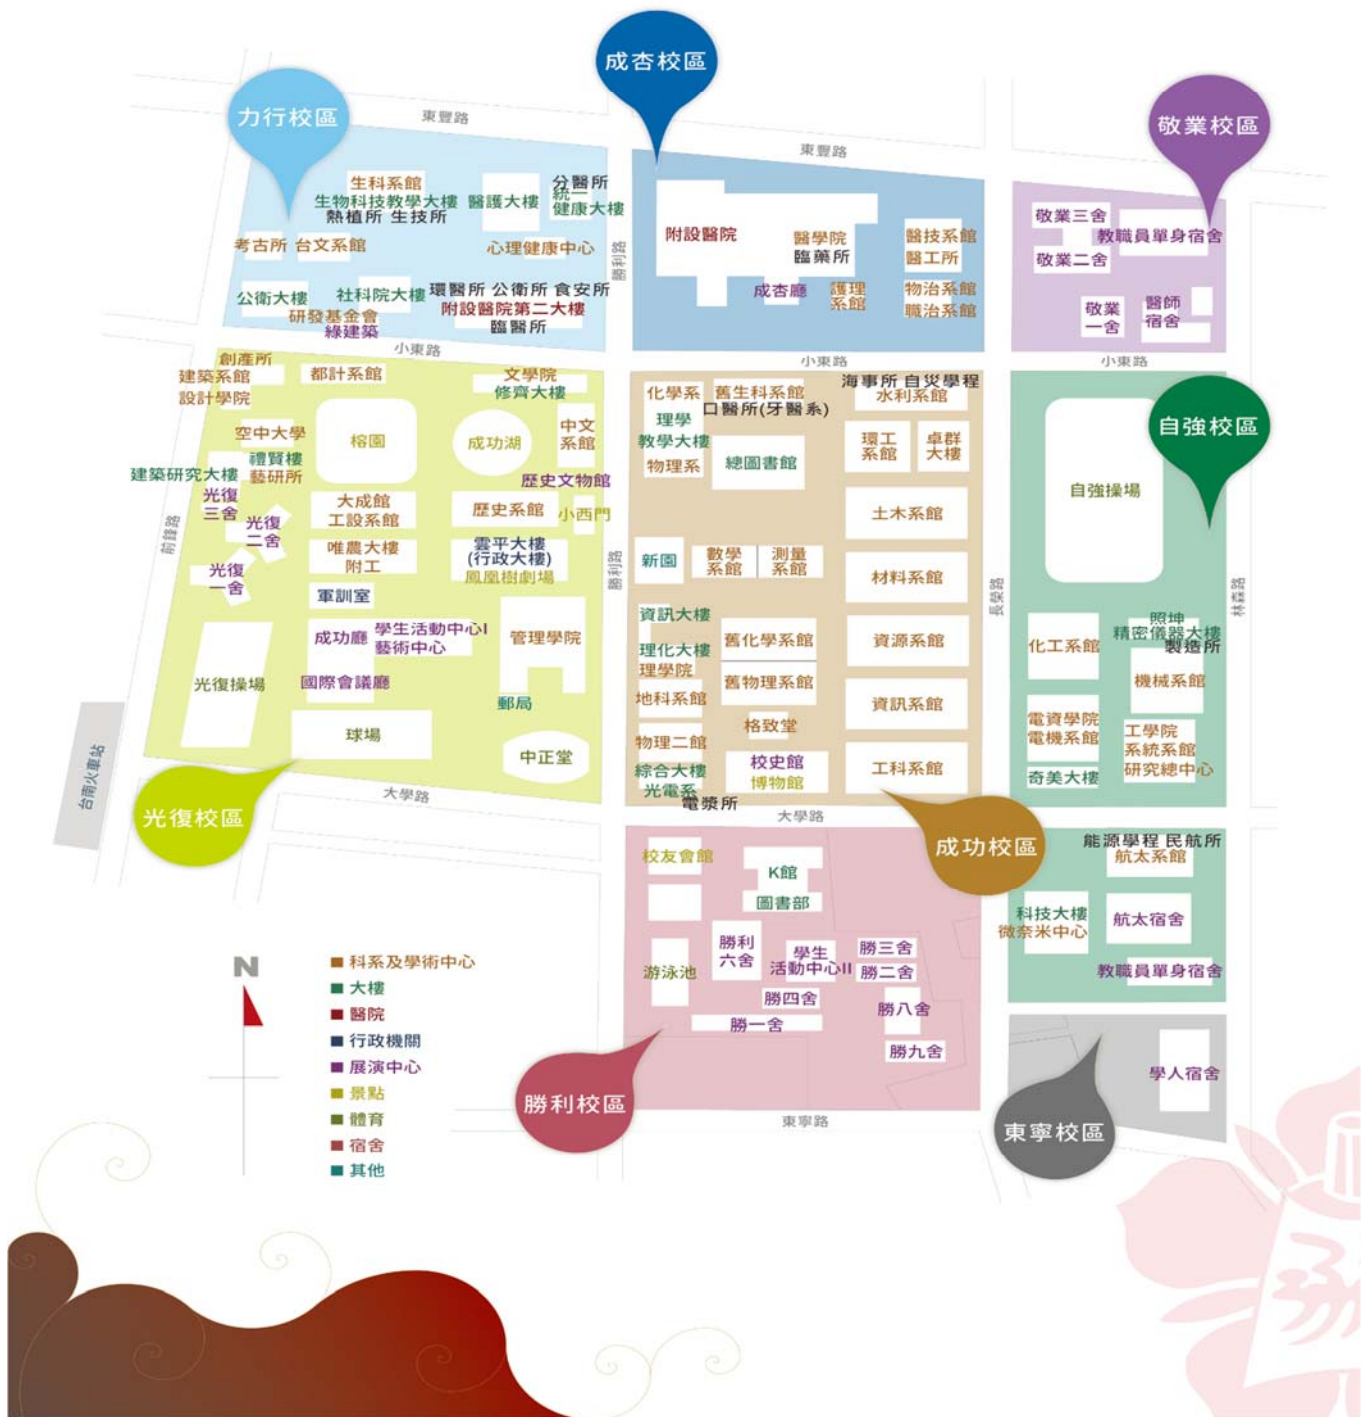 成杏校區
力行校區
敬業校區
東豐路
東豐路
生科系館
生物科技教學大樓
熱植所 生技所
醫護大樓
分醫所
統一
健康大樓
考古所
台文系館
心理健康中心
公衛大樓
社科院大樓
研發基金會
綠建築
環醫所 公衛所 食安所
附設醫院第二大樓
臨醫所
勝利路
附設醫院
醫學院
臨藥所
醫技系館
醫工所
成杏廳
護理
系館
物治系館
職治系館
敬業三舍
教職員單身宿舍
敬業二舍
敬業
一舍
醫師
宿舍
小東路
小東路
小東路
創產所
建築系館
設計學院
都計系館
文學院
修齊大樓
空中大學
榕園
成功湖
中文
系館
禮賢樓
藝研所
建築研究大樓
歷史文物館
光復
三舍
大成館
工設系館
歷史系館
小西門
光復
二舍
唯農大樓
附工
雲平大樓
(行政大樓)
鳳凰樹劇場
光復
一舍
軍訓室
前鋒路
成功廳
學生活動中心I
藝術中心
管理學院
光復操場
國際會議廳
郵局
球場
中正堂
台南火車站
光復校區
大學路
勝利路
化學系
舊生科系館
口醫所(牙醫系)
海事所 自災學程
水利系館
理學
教學大樓
物理系
總圖書館
環工
系館
卓群
大樓
土木系館
新園
數學
系館
測量
系館
材料系館
資訊大樓
理化大樓
理學院
舊化學系館
資源系館
地科系館
舊物理系館
資訊系館
格致堂
物理二館
校史館
博物館
工科系館
綜合大樓
光電系
電漿所
大學路
成功校區
長榮路
自強校區
自強操場
林森路
照坤
精密儀器大樓
製造所
化工系館
機械系館
電資學院
電機系館
工學院
系統系館
研究總中心
奇美大樓
能源學程 民航所
航太系館
科技大樓
微奈米中心
航太宿舍
教職員單身宿舍
校友會館
K館
圖書部
游泳池
勝利
六舍
學生
活動中心II
勝三舍
勝二舍
勝四舍
勝八舍
勝一舍
勝九舍
勝利校區
東寧路
東寧校區
學人宿舍
N
科系及學術中心
大樓
醫院
行政機關
展演中心
景點
體育
宿舍
其他